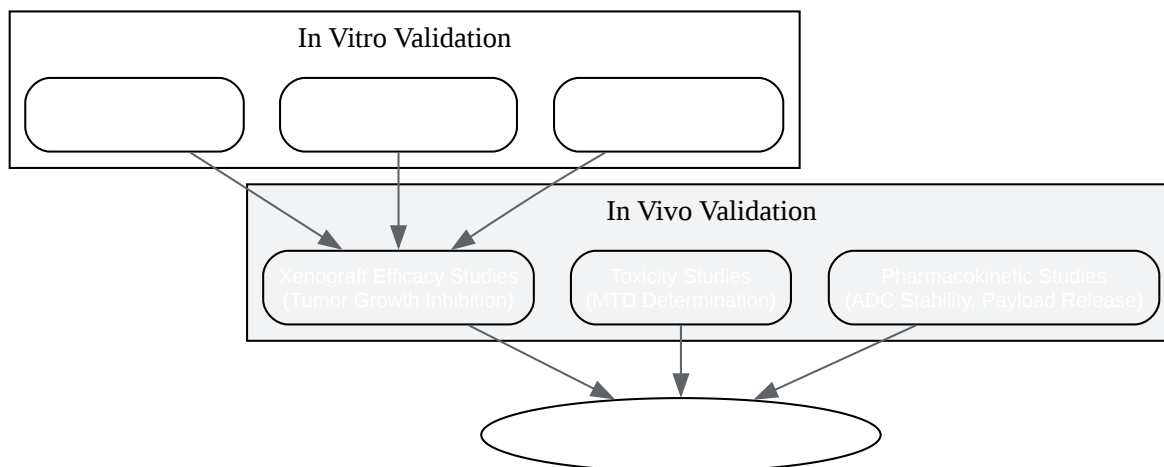 In Vitro Validation
In Vivo Validation
Xenograft Efficacy Studies
(Tumor Growth Inhibition)
Toxicity Studies
(MTD Determination)
Pharmacokinetic Studies
(ADC Stability, Payload Release)